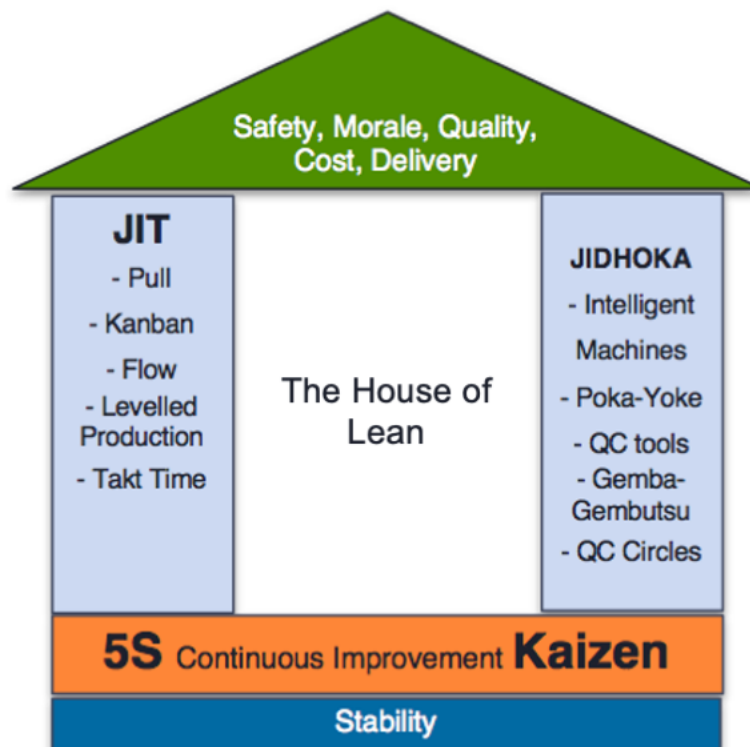 Safety, Morale, Quality,
Cost, Delivery
JIT
- Pull
- Kanban
- Flow
- Levelled
Production
- Takt Time
The House of
Lean
JIDHOKA
- Intelligent
Machines
- Poka-Yoke
- QC tools
- Gemba-
Gembutsu
- QC Circles
5S Continuous Improvement Kaizen
Stability